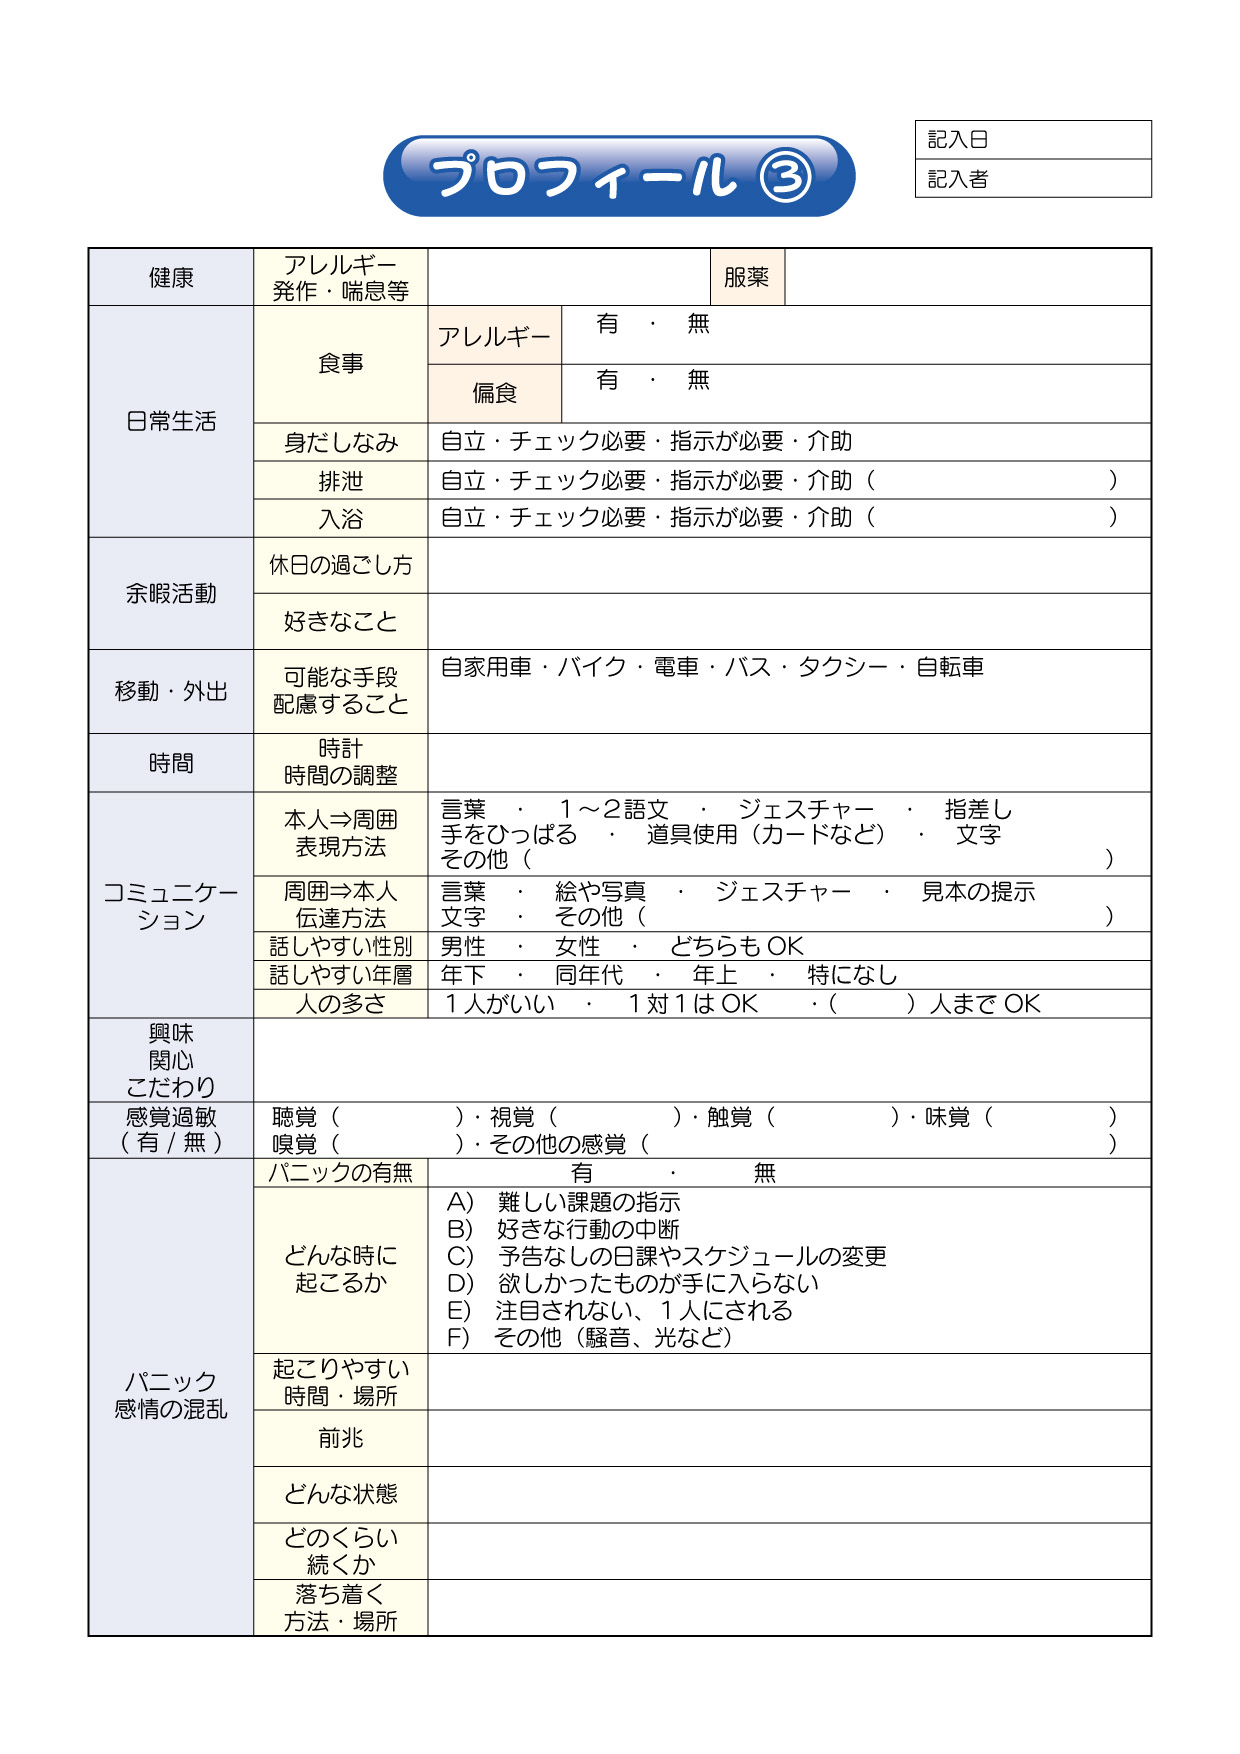 プロフィール ③
記入日
記入者
健康
アレルギー
発作・喘息等
服薬
日常生活
食事
アレルギー
有 ・ 無
偏食
有 ・ 無
身だしなみ
自立・チェック必要・指示が必要・介助
排泄
自立・チェック必要・指示が必要・介助（ ）
入浴
自立・チェック必要・指示が必要・介助（ ）
余暇活動
休日の過ごし方
好きなこと
移動・外出
可能な手段
配慮すること
自家用車・バイク・電車・バス・タクシー・自転車
時間
時計
時間の調整
コミュニケー
ション
本人⇒周囲
表現方法
言葉 ・ １～２語文 ・ ジェスチャー ・ 指差し
手をひっぱる ・ 道具使用（カードなど） ・ 文字
その他（ ）
周囲⇒本人
伝達方法
言葉 ・ 絵や写真 ・ ジェスチャー ・ 見本の提示
文字 ・ その他（ ）
話しやすい性別
男性 ・ 女性 ・ どちらも OK
話しやすい年層
年下 ・ 同年代 ・ 年上 ・ 特になし
人の多さ
１人がいい ・ １対１は OK ・（ ）人まで OK
興味
関心
こだわり
感覚過敏
（ 有 / 無 ）
聴覚（ ）・視覚（ ）・触覚（ ）・味覚（ ）
嗅覚（ ）・その他の感覚（ ）
パニック
感情の混乱
パニックの有無
有 ・ 無
どんな時に
起こるか
A） 難しい課題の指示
B） 好きな行動の中断
C） 予告なしの日課やスケジュールの変更
D） 欲しかったものが手に入らない
E） 注目されない、１人にされる
F） その他（騒音、光など）
起こりやすい
時間・場所
前兆
どんな状態
どのくらい
続くか
落ち着く
方法・場所